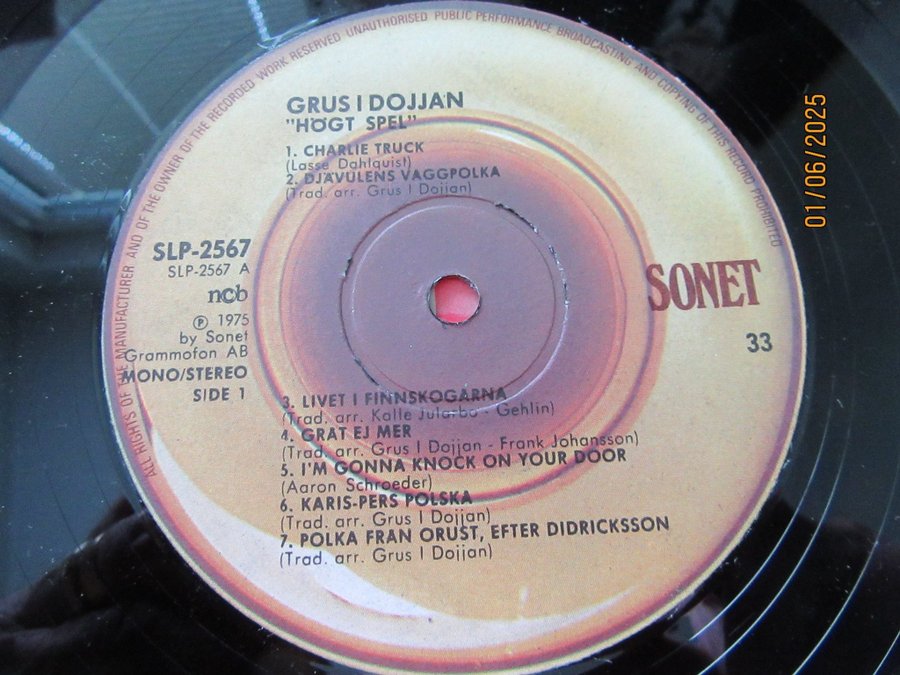 ALL RIGHTS OF THE MANUFACTURER AND OF THE OWNER OF THE RECORDED WORK RESERVED UNAUTHORISED PUBLIC PERFORMANCE BROADCASTING AND COPYING OF THIS RECORD PROHIBITED
GRUS I DOJJAN
"HÖGT SPEL"
1. CHARLIE TRUCK
(Lasse Dahlquist)
2. DJÄVULENS VAGGPOLKA
(Trad. arr. Grus I Dojjan)
SLP-2567
SLP-2567 A
ncb
Ⓟ 1975
by Sonet
Grammofon AB
MONO/STEREO
SIDE 1
SONET
33
3. LIVET I FINNSKOGARNA
(Trad. arr. Kalle Jularbo - Gehlin)
4. GRAT EJ MER
(Trad. arr. Grus I Dojjan - Frank Johansson)
5. I'M GONNA KNOCK ON YOUR DOOR
(Aaron Schroeder)
6. KARIS-PERS POLSKA
(Trad. arr. Grus I Dojjan)
7. POLKA FRAN ORUST, EFTER DIDRICKSSON
(Trad. arr. Grus I Dojjan)
01/06/2025